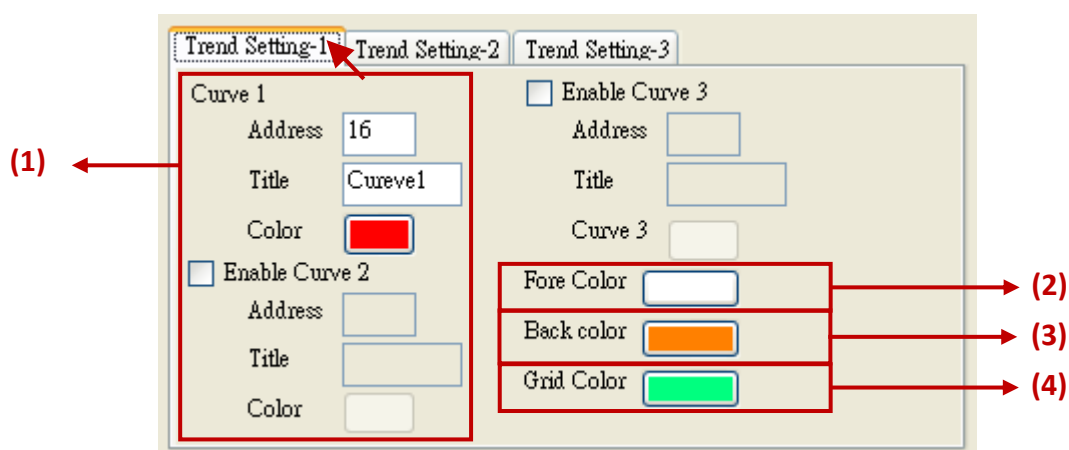 Trend Setting-1 Trend Setting-2 Trend Setting-3
Curve 1
Address 16
Title Cureve1
Color
Enable Curve 2
Address
Title
Color
Enable Curve 3
Address
Title
Curve 3
Fore Color
Back color
Grid Color
(1)
(2)
(3)
(4)